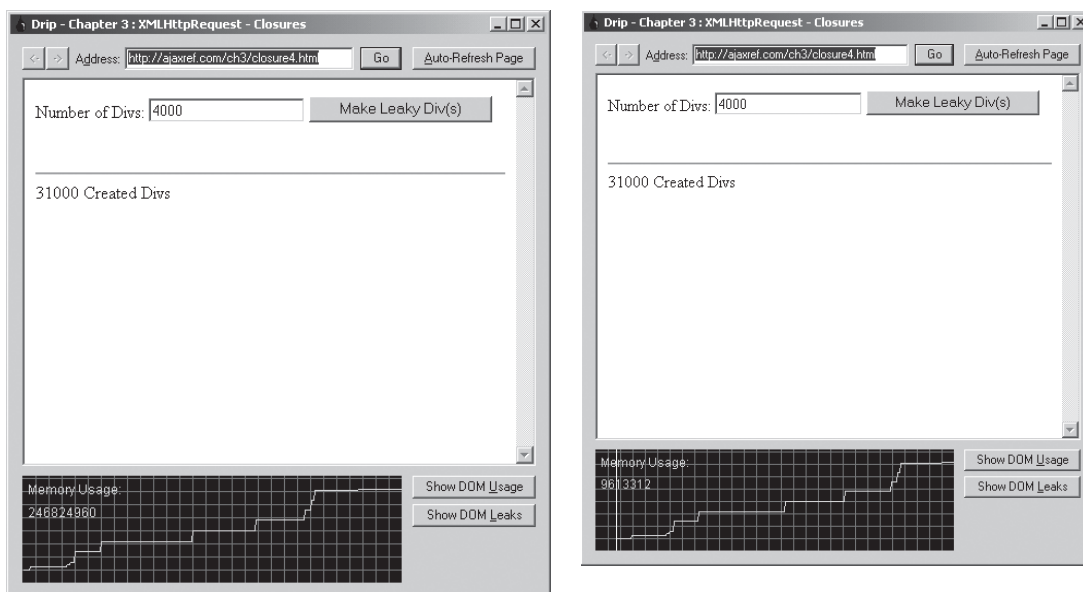 Drip - Chapter 3 : XMLHttpRequest - Closures
Address: http://ajaxref.com/ch3/closure4.htm Go Auto-Refresh Page
Number of Divs: 4000 Make Leaky Div(s)
31000 Created Divs
Memory Usage:
246824960
Show DOM Usage
Show DOM Leaks
Drip - Chapter 3 : XMLHttpRequest - Closures
Address: http://ajaxref.com/ch3/closure4.htm Go Auto-Refresh Page
Number of Divs: 4000 Make Leaky Div(s)
31000 Created Divs
Memory Usage:
9613312
Show DOM Usage
Show DOM Leaks